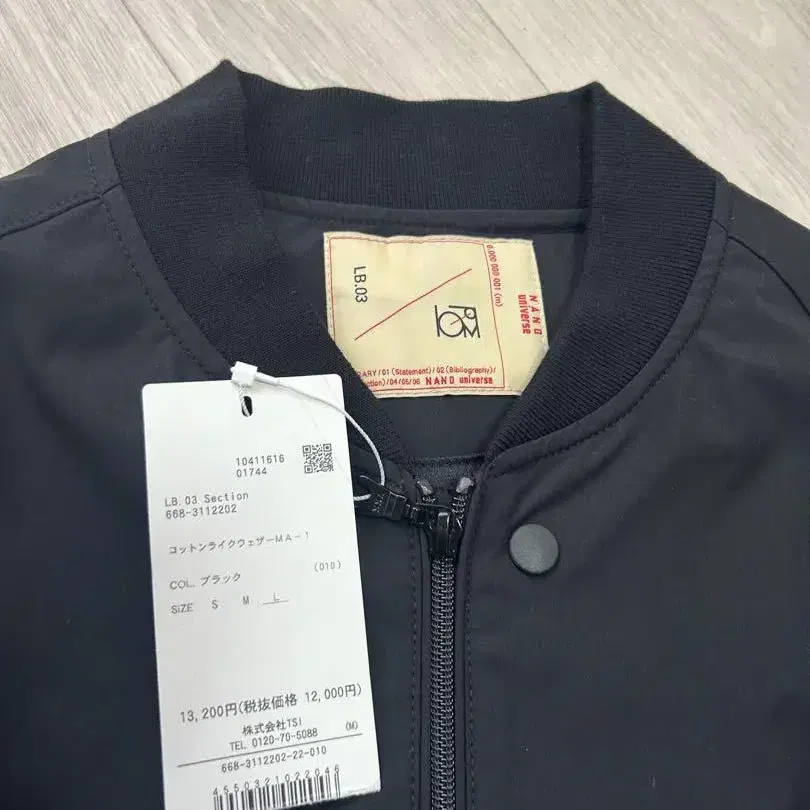 LB.03
0.000 000 001 (m)
NANO
universe
RARY/01 (Statement)/02 (Bibliography)/
ction)/04/05/06 NANO universe
10411616
01744
LB.03 Section
668-3112202
コットンライクウェザーMA-1
COL. ブラック (010)
SIZE S M L
13,200円(税抜価格 12,000円)
株式会社TSI (M)
TEL 0120-70-5088
668-3112202-22-010
4550321022046